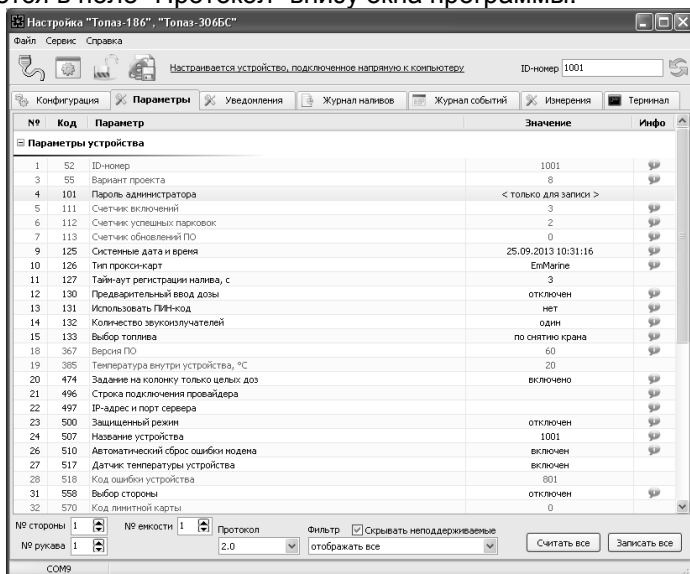 ются в поле "Протокол" внизу окна программы.
Настройка "Топаз-186", "Топаз-306БС"
Файл Сервис Справка
Настраивается устройство, подключенное напрямую к компьютеру ID-номер 1001
Конфигурация Параметры Уведомления Журнал наливов Журнал событий Измерения Терминал
№ Код Параметр Значение Инфо
Параметры устройства
1 52 ID-номер 1001
3 55 Вариант проекта 8
4 101 Пароль администратора < только для записи >
5 111 Счетчик включений 3
6 112 Счетчик успешных парковок 2
7 113 Счетчик обновлений ПО 0
9 125 Системные дата и время 25.09.2013 10:31:16
10 126 Тип прокси-карт EmMarine
11 127 Тайм-аут регистрации налива, с 3
12 130 Предварительный ввод дозы отключен
13 131 Использовать ПИН-код нет
14 132 Количество звукоизлучателей один
15 133 Выбор топлива по снятию крана
18 367 Версия ПО 60
19 385 Температура внутри устройства, °C 20
20 474 Задание на колонку только целых доз включено
21 496 Строка подключения провайдера
22 497 IP-адрес и порт сервера
23 500 Защищенный режим отключен
24 507 Название устройства 1001
26 510 Автоматический сброс ошибки модема включен
27 517 Датчик температуры устройства включен
28 518 Код ошибки устройства 801
31 558 Выбор стороны отключен
32 570 Код лимитной карты 0
№ стороны 1 № емкости 1 Протокол Фильтр Скрывать неподдерживаемые
№ рукава 1 2.0 отображать все Считать все Записать все
COM9